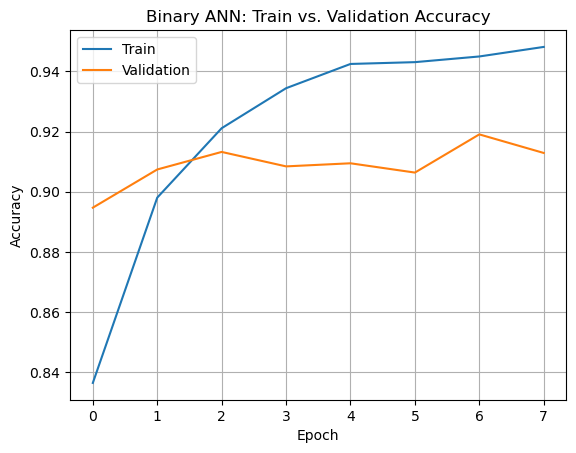 Binary ANN: Train vs. Validation Accuracy
Train
Validation
0.94
0.92
0.90
0.88
0.86
0.84
Accuracy
0 1 2 3 4 5 6 7
Epoch